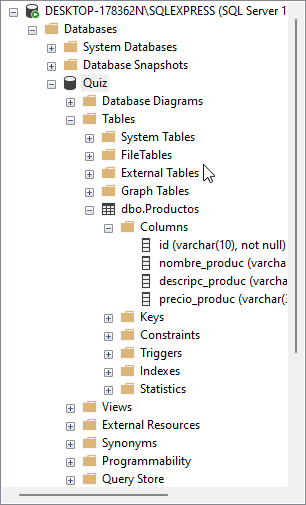 DESKTOP-178362N\SQLEXPRESS (SQL Server 1
Databases
System Databases
Database Snapshots
Quiz
Database Diagrams
Tables
System Tables
FileTables
External Tables
Graph Tables
dbo.Productos
Columns
id (varchar(10), not null)
nombre_produc (varchar
descripc_produc (varcha
precio_produc (varchar(3
Keys
Constraints
Triggers
Indexes
Statistics
Views
External Resources
Synonyms
Programmability
Query Store